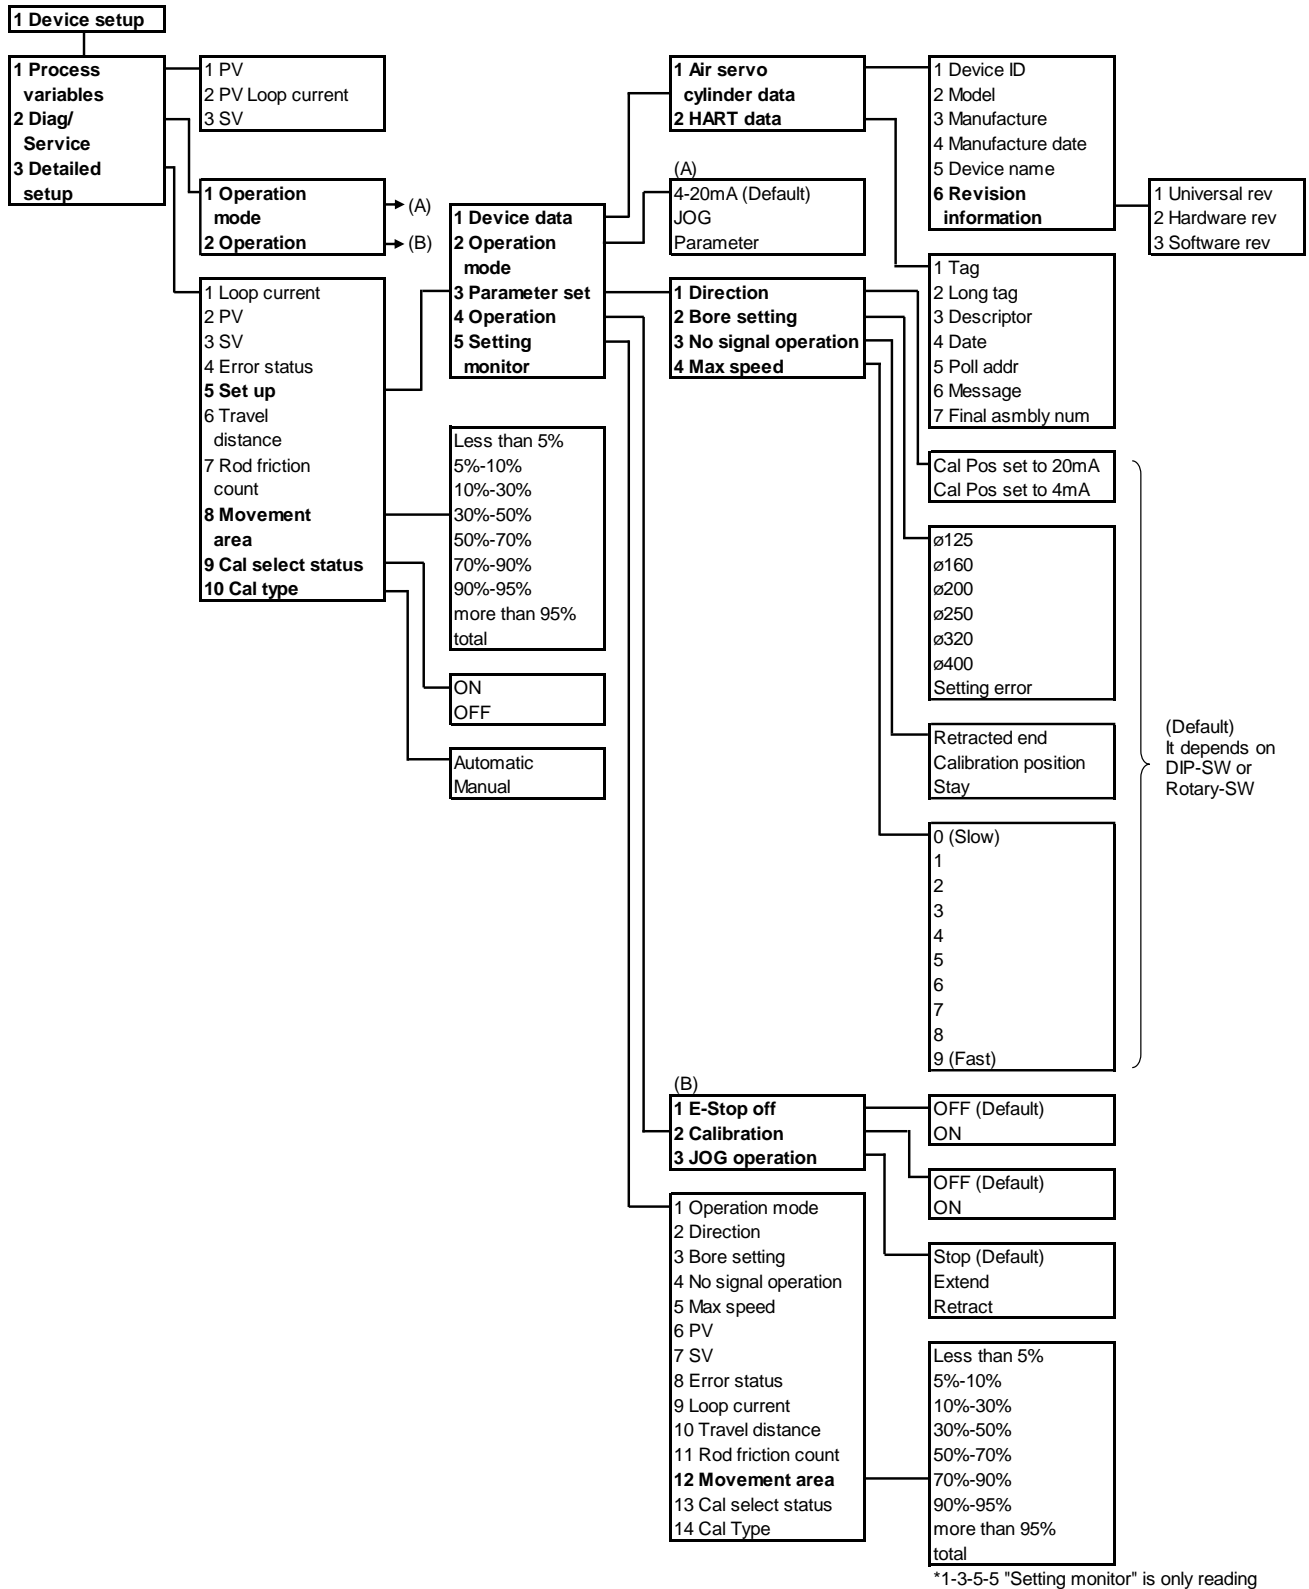 1 Device setup
1 Process
variables
2 Diag/
Service
3 Detailed
setup
1 PV
2 PV Loop current
3 SV
1 Operation
mode
2 Operation
(A)
(B)
1 Loop current
2 PV
3 SV
4 Error status
5 Set up
6 Travel
distance
7 Rod friction
count
8 Movement
area
9 Cal select status
10 Cal type
1 Device data
2 Operation
mode
3 Parameter set
4 Operation
5 Setting
monitor
Less than 5%
5%-10%
10%-30%
30%-50%
50%-70%
70%-90%
90%-95%
more than 95%
total
ON
OFF
Automatic
Manual
1 Air servo
cylinder data
2 HART data
(A)
4-20mA (Default)
JOG
Parameter
1 Direction
2 Bore setting
3 No signal operation
4 Max speed
(B)
1 E-Stop off
2 Calibration
3 JOG operation
1 Operation mode
2 Direction
3 Bore setting
4 No signal operation
5 Max speed
6 PV
7 SV
8 Error status
9 Loop current
10 Travel distance
11 Rod friction count
12 Movement area
13 Cal select status
14 Cal Type
1 Device ID
2 Model
3 Manufacture
4 Manufacture date
5 Device name
6 Revision
information
1 Universal rev
2 Hardware rev
3 Software rev
1 Tag
2 Long tag
3 Descriptor
4 Date
5 Poll addr
6 Message
7 Final asmbly num
Cal Pos set to 20mA
Cal Pos set to 4mA
ø125
ø160
ø200
ø250
ø320
ø400
Setting error
Retracted end
Calibration position
Stay
0 (Slow)
1
2
3
4
5
6
7
8
9 (Fast)
(Default)
It depends on
DIP-SW or
Rotary-SW
OFF (Default)
ON
OFF (Default)
ON
Stop (Default)
Extend
Retract
Less than 5%
5%-10%
10%-30%
30%-50%
50%-70%
70%-90%
90%-95%
more than 95%
total
*1-3-5-5 "Setting monitor" is only reading